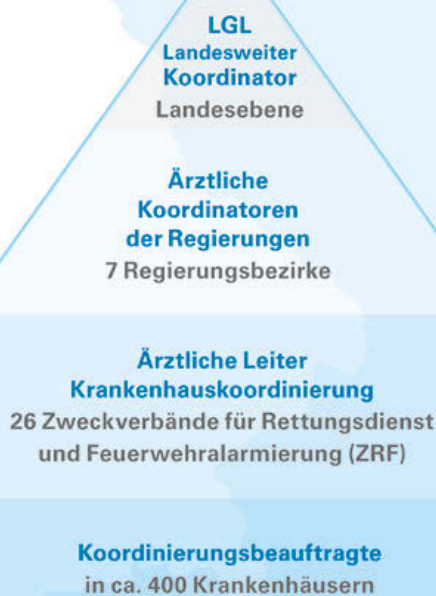 LGL
Landesweiter
Koordinator
Landesebene
Ärztliche
Koordinatoren
der Regierungen
7 Regierungsbezirke
Ärztliche Leiter
Krankenhauskoordinierung
26 Zweckverbände für Rettungsdienst
und Feuerwehralarmierung (ZRF)
Koordinierungsbeauftragte
in ca. 400 Krankenhäusern